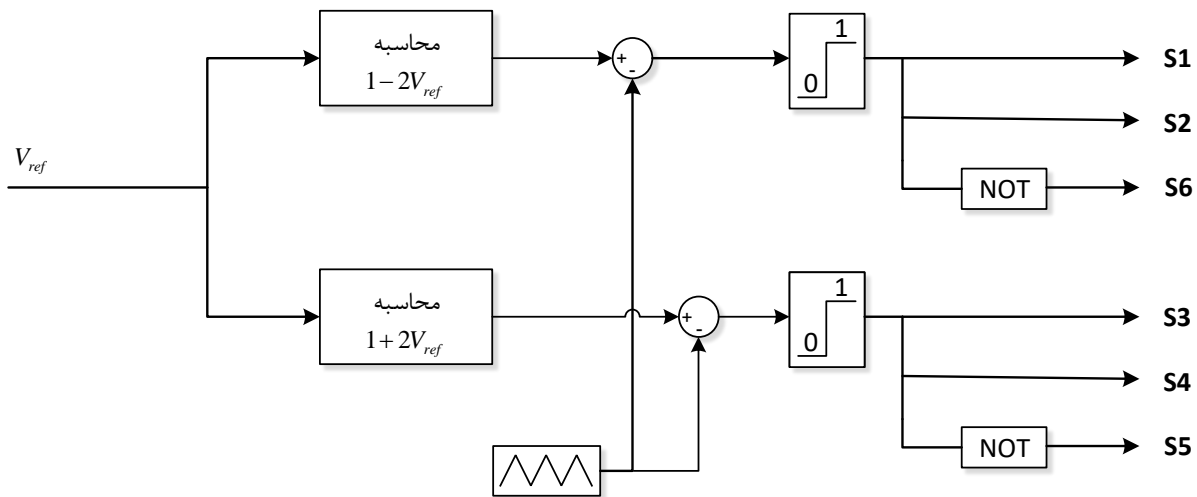 محاسبه
1−2V_ref
+
-
1
0
S1
S2
NOT
S6
V_ref
محاسبه
1+2V_ref
+
-
1
0
S3
S4
NOT
S5